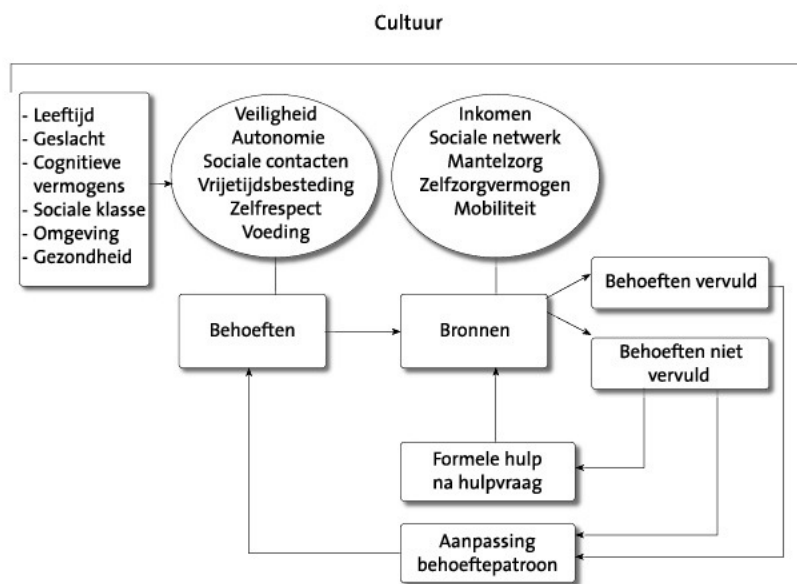 Cultuur
- Leeftijd
- Geslacht
- Cognitieve
vermogens
- Sociale klasse
- Omgeving
- Gezondheid
Veiligheid
Autonomie
Sociale contacten
Vrijetijdsbesteding
Zelfrespect
Voeding
Inkomen
Sociale netwerk
Mantelzorg
Zelfzorgvermogen
Mobiliteit
Behoeften
Bronnen
Behoeften vervuld
Behoeften niet
vervuld
Formele hulp
na hulpvraag
Aanpassing
behoeftepatroon